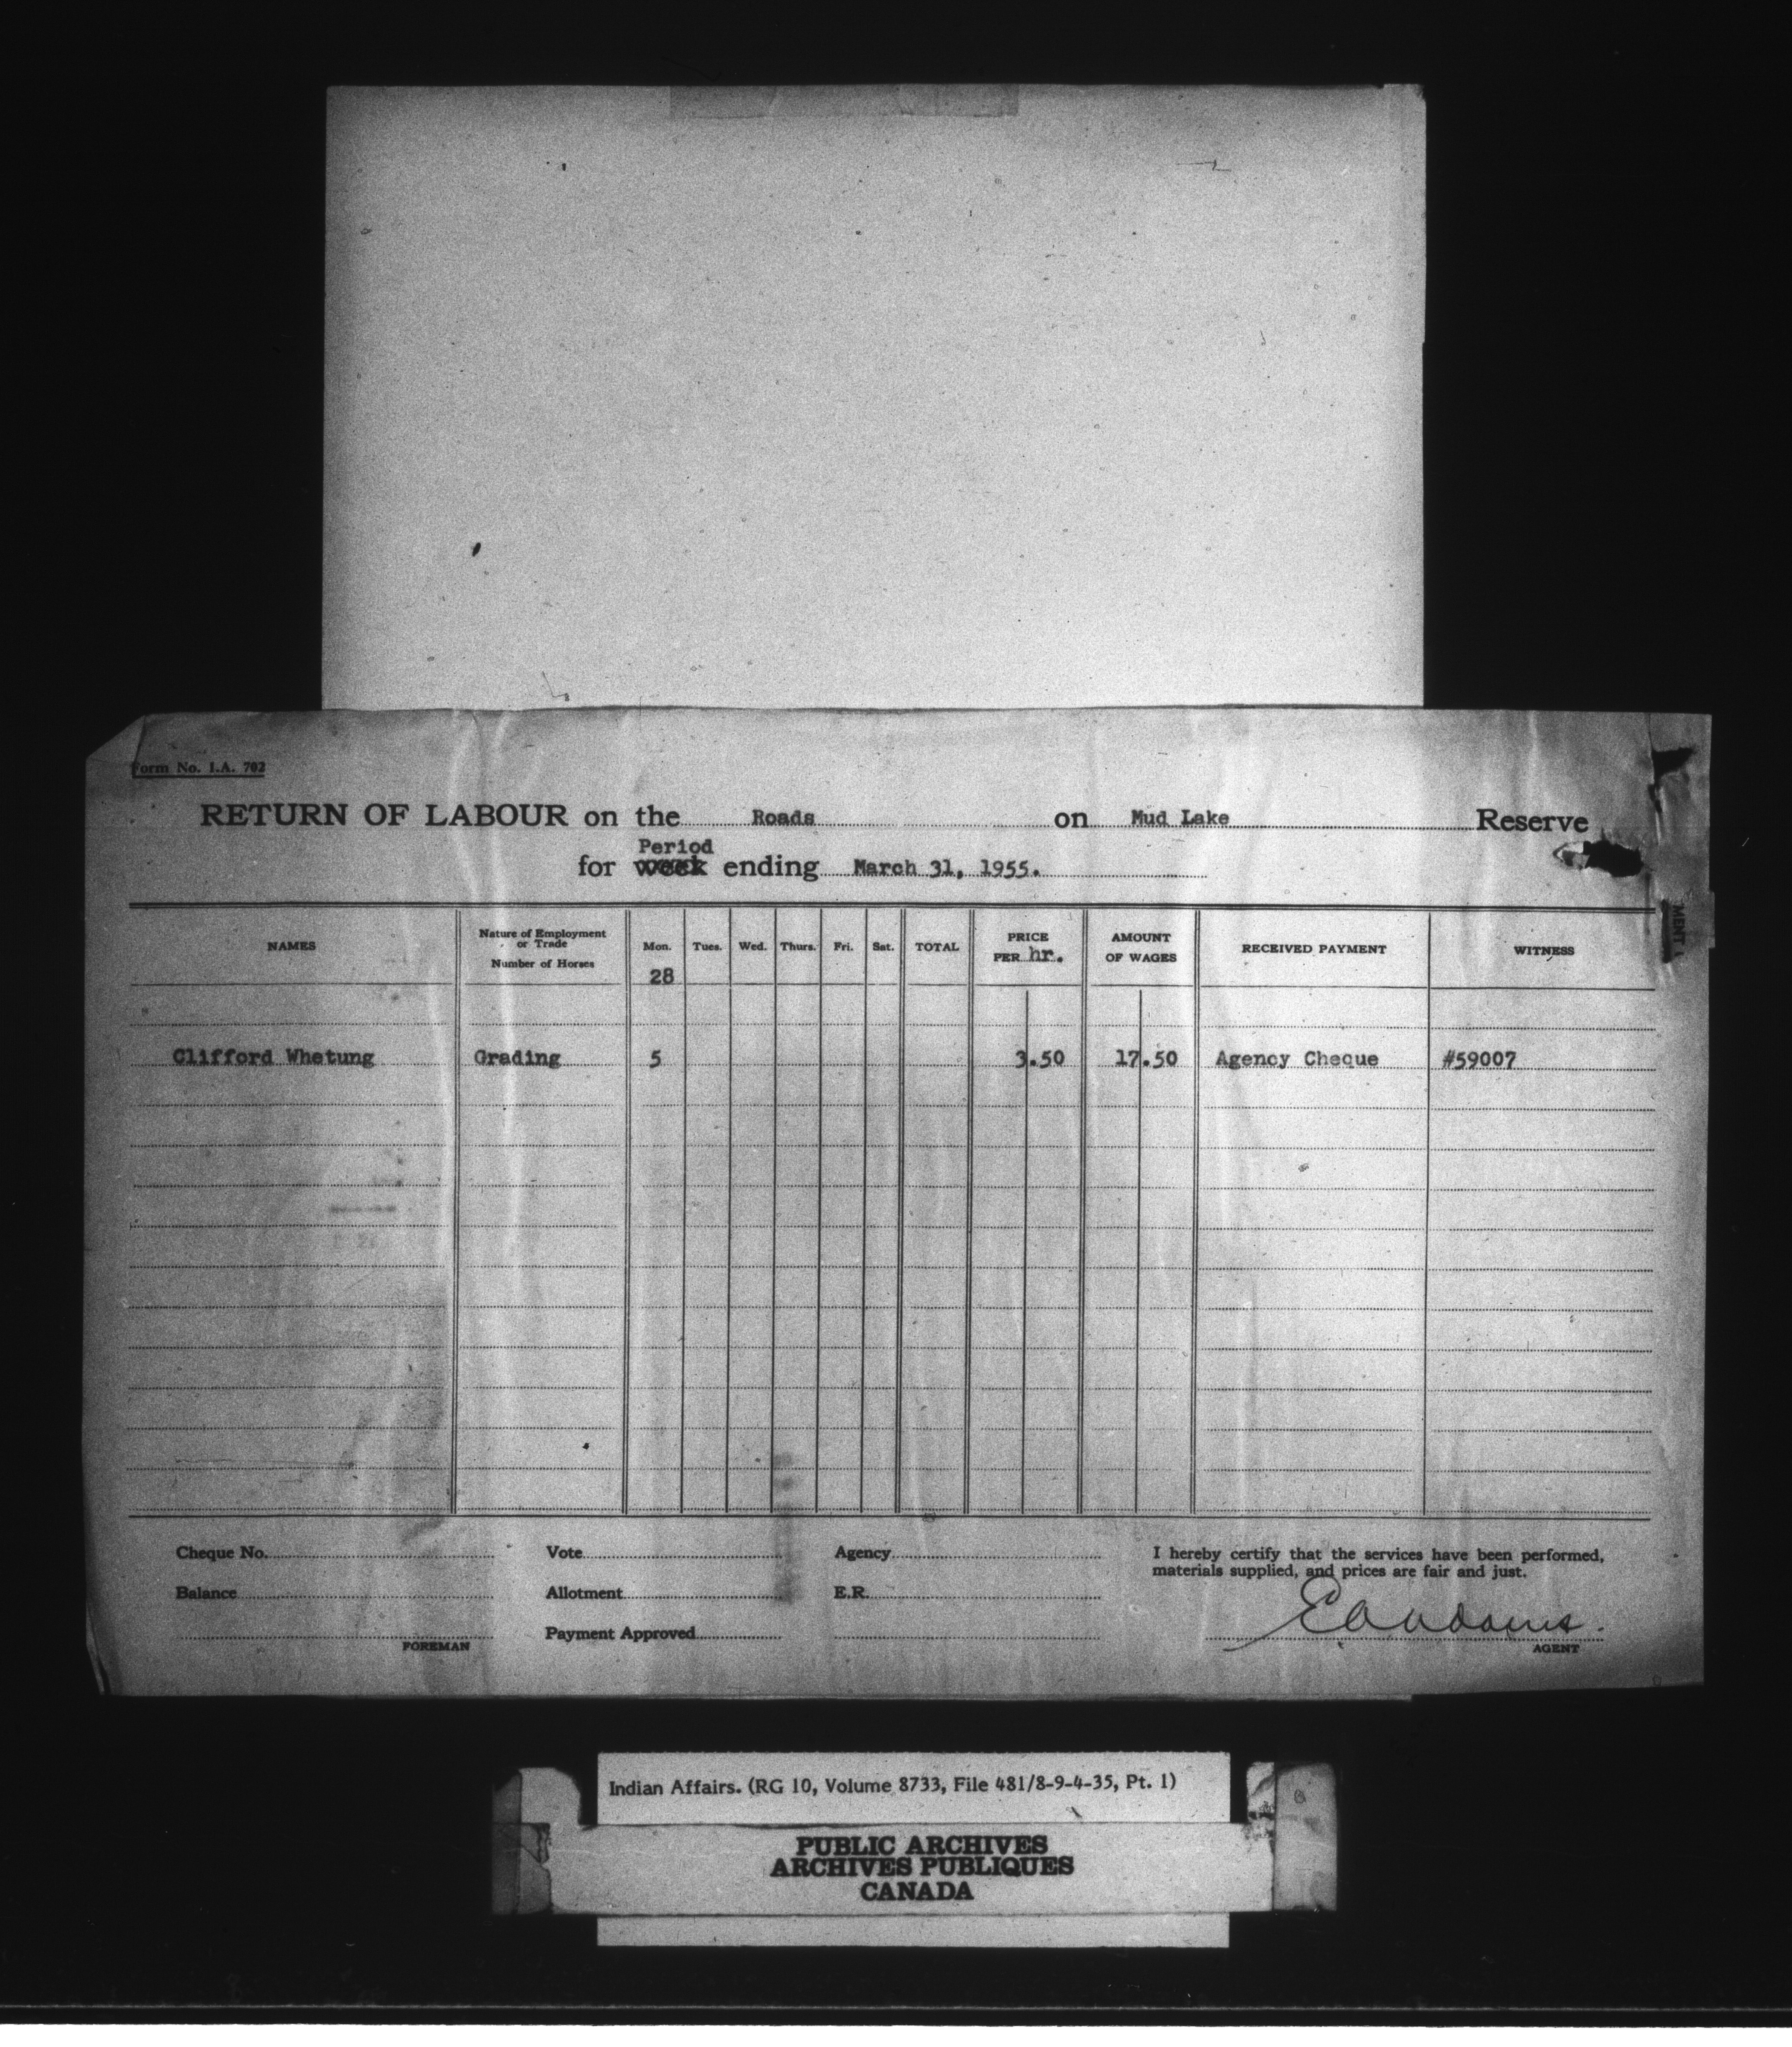 Form No. I.A. 702
RETURN OF LABOUR on the Roads on Mud Lake Reserve
Period
for week ending March 31, 1955.
NAMES Nature of Employment or Trade Number of Horses Mon. Tues. Wed. Thurs. Fri. Sat. TOTAL PRICE PER hr. AMOUNT OF WAGES RECEIVED PAYMENT WITNESS
28
Clifford Whetung Grading 5 3.50 17.50 Agency Cheque #59007
Cheque No. Vote Agency I hereby certify that the services have been performed,
materials supplied, and prices are fair and just.
Balance Allotment E.R.
Payment Approved
FOREMAN AGENT
MENT
Indian Affairs. (RG 10, Volume 8733, File 481/8-9-4-35, Pt. 1)
PUBLIC ARCHIVES
ARCHIVES PUBLIQUES
CANADA